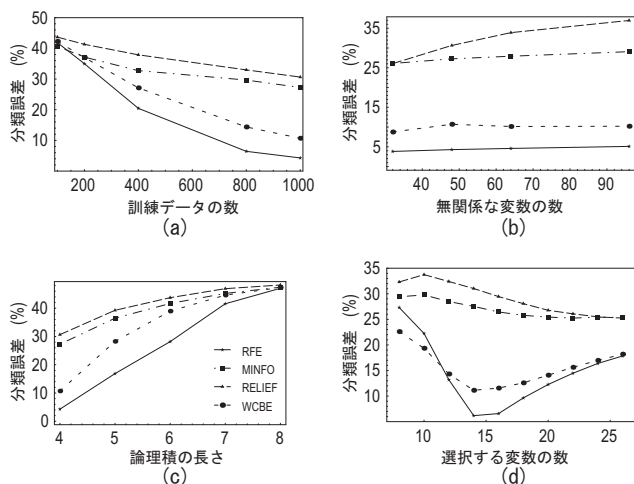 分類誤差 (%)
50
40
30
20
10
200 400 600 800 1000
訓練データの数
(a)
分類誤差 (%)
35
25
15
5
40 50 60 70 80 90
無関係な変数の数
(b)
分類誤差 (%)
40
30
20
10
0
4 5 6 7 8
論理積の長さ
(c)
RFE
MINFO
RELIEF
WCBE
分類誤差 (%)
35
30
25
20
15
10
10 15 20 25
選択する変数の数
(d)